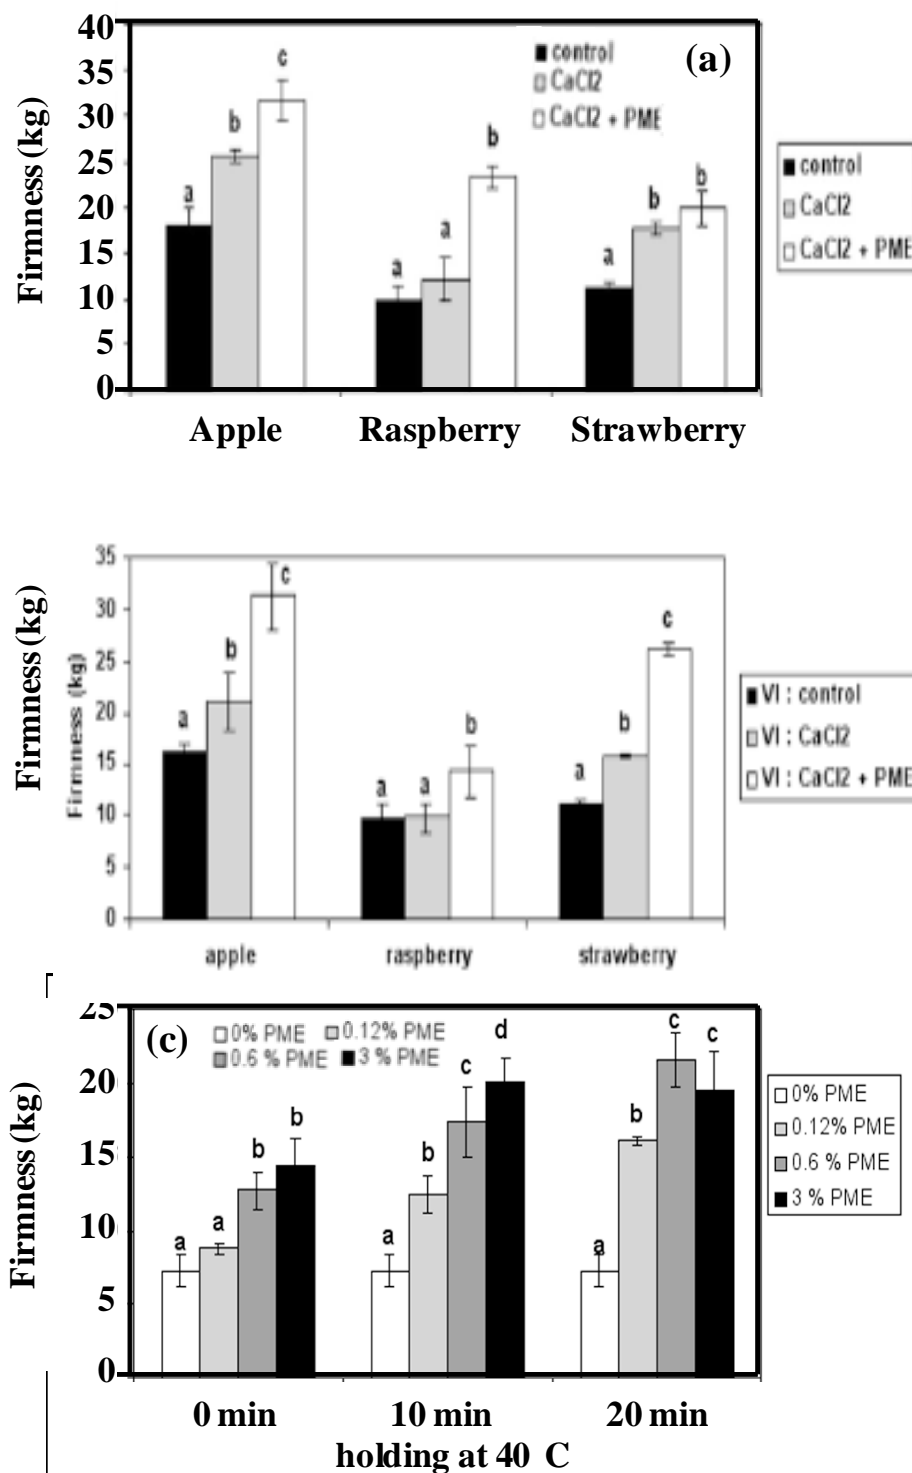 40
35
30
25
20
15
10
5
0
Firmness (kg)
(a)
control
CaCl2
CaCl2 + PME
a
b
c
a
a
b
a
b
b
control
CaCl2
CaCl2 + PME
Apple Raspberry Strawberry
35
30
25
20
15
10
5
0
Firmness (kg)
Firmness (kg)
a
b
c
a
a
b
a
b
c
VI : control
VI : CaCl2
VI : CaCl2 + PME
apple raspberry strawberry
25
20
15
10
5
0
Firmness (kg)
(c)
0% PME 0.12% PME
0.6 % PME 3 % PME
a
a
b
b
a
b
c
d
a
b
c
c
0% PME
0.12% PME
0.6 % PME
3 % PME
0 min 10 min 20 min
holding at 40 C